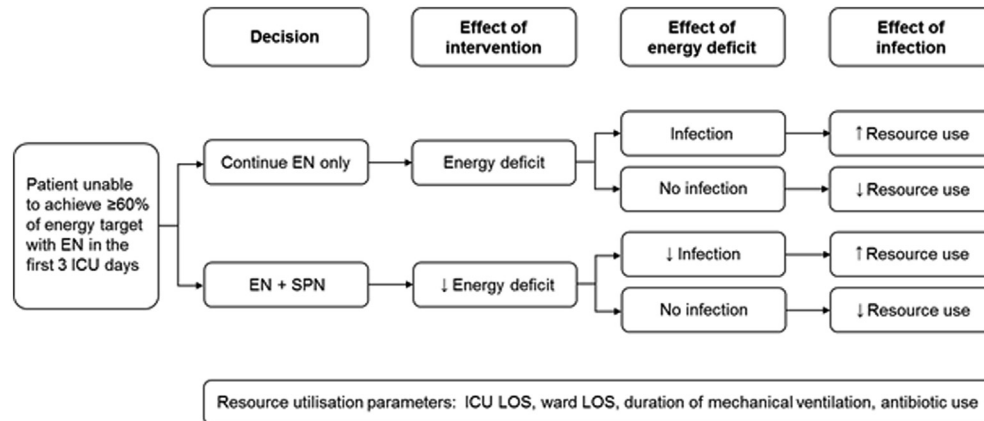 Decision
Effect of
intervention
Effect of
energy deficit
Effect of
infection
Patient unable
to achieve ≥60%
of energy target
with EN in the
first 3 ICU days
Continue EN only
Energy deficit
Infection
↑ Resource use
No infection
↓ Resource use
EN + SPN
↓ Energy deficit
↓ Infection
↑ Resource use
No infection
↓ Resource use
Resource utilisation parameters: ICU LOS, ward LOS, duration of mechanical ventilation, antibiotic use